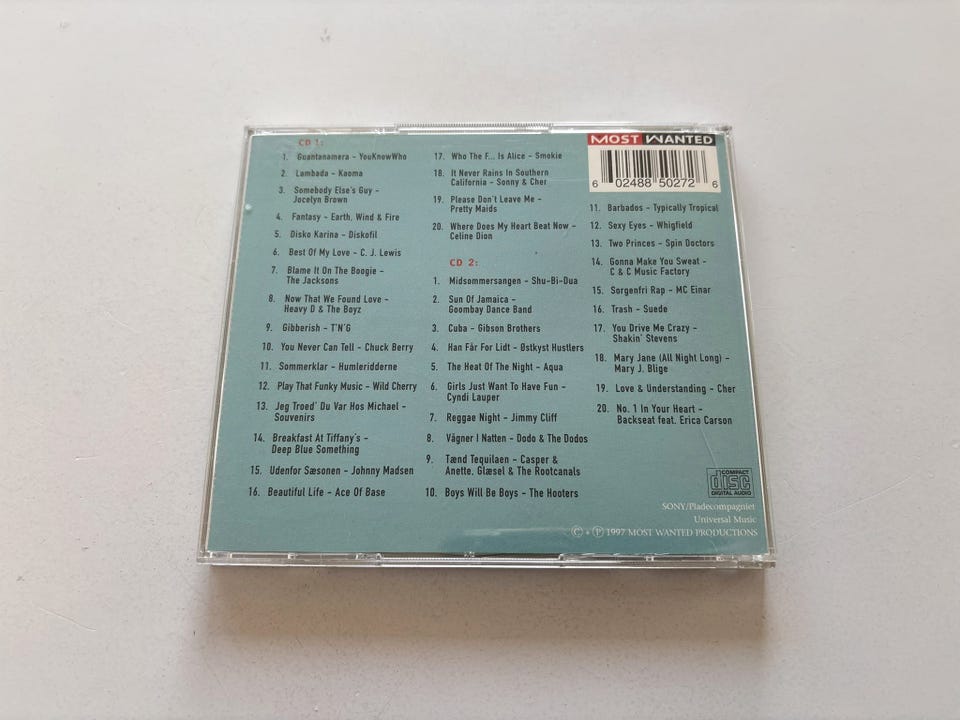 CD 1:
1. Guantanamera - YouKnowWho
2. Lambada - Kaoma
3. Somebody Else's Guy -
Jocelyn Brown
4. Fantasy - Earth, Wind & Fire
5. Disko Karina - Diskofil
6. Best Of My Love - C. J. Lewis
7. Blame It On The Boogie -
The Jacksons
8. Now That We Found Love -
Heavy D & The Boyz
9. Gibberish - T'N'G
10. You Never Can Tell - Chuck Berry
11. Sommerklar - Humleridderne
12. Play That Funky Music - Wild Cherry
13. Jeg Troed' Du Var Hos Michael -
Souvenirs
14. Breakfast At Tiffany's -
Deep Blue Something
15. Udenfor Sæsonen - Johnny Madsen
16. Beautiful Life - Ace Of Base
17. Who The F... Is Alice - Smokie
18. It Never Rains In Southern
California - Sonny & Cher
19. Please Don't Leave Me -
Pretty Maids
20. Where Does My Heart Beat Now -
Celine Dion
CD 2:
1. Midsommersangen - Shu-Bi-Dua
2. Sun Of Jamaica -
Goombay Dance Band
3. Cuba - Gibson Brothers
4. Han Får For Lidt - Østkyst Hustlers
5. The Heat Of The Night - Aqua
6. Girls Just Want To Have Fun -
Cyndi Lauper
7. Reggae Night - Jimmy Cliff
8. Vågner I Natten - Dodo & The Dodos
9. Tænd Tequilaen - Casper &
Anette, Glæsel & The Rootcanals
10. Boys Will Be Boys - The Hooters
MOST WANTED
6 02488 50272 6
11. Barbados - Typically Tropical
12. Sexy Eyes - Whigfield
13. Two Princes - Spin Doctors
14. Gonna Make You Sweat -
C & C Music Factory
15. Sorgenfri Rap - MC Einar
16. Trash - Suede
17. You Drive Me Crazy -
Shakin' Stevens
18. Mary Jane (All Night Long) -
Mary J. Blige
19. Love & Understanding - Cher
20. No. 1 In Your Heart -
Backseat feat. Erica Carson
COMPACT
disc
DIGITAL AUDIO
SONY/Pladecompagniet
Universal Music
© + ℗ 1997 MOST WANTED PRODUCTIONS